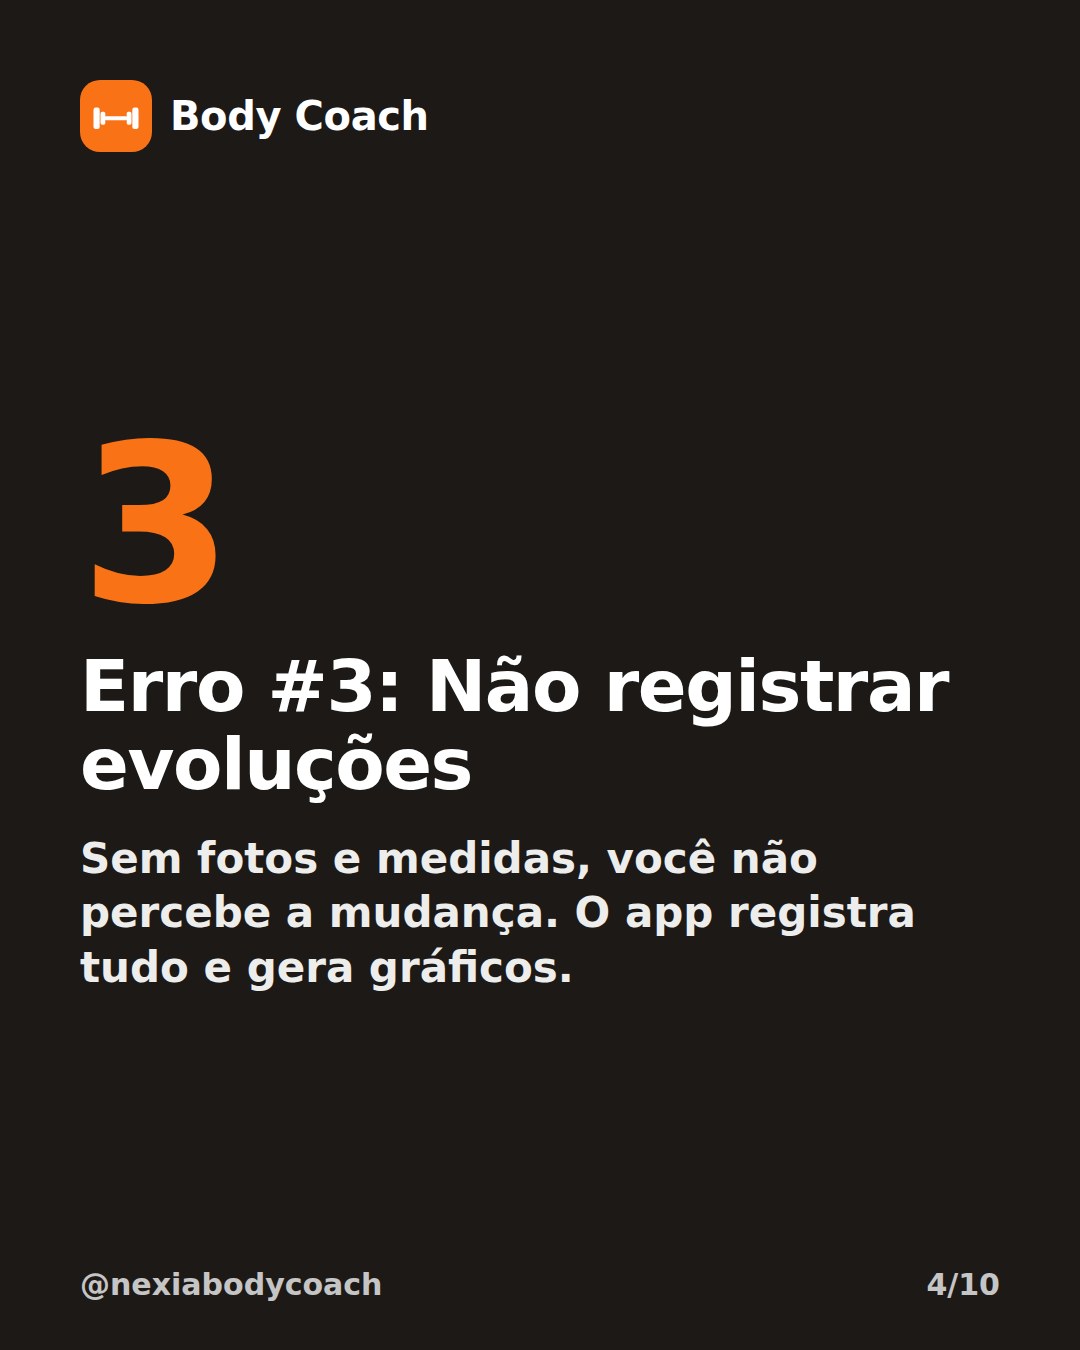 Body Coach
3
Erro #3: Não registrar
evoluções
Sem fotos e medidas, você não
percebe a mudança. O app registra
tudo e gera gráficos.
@nexiabodycoach
4/10